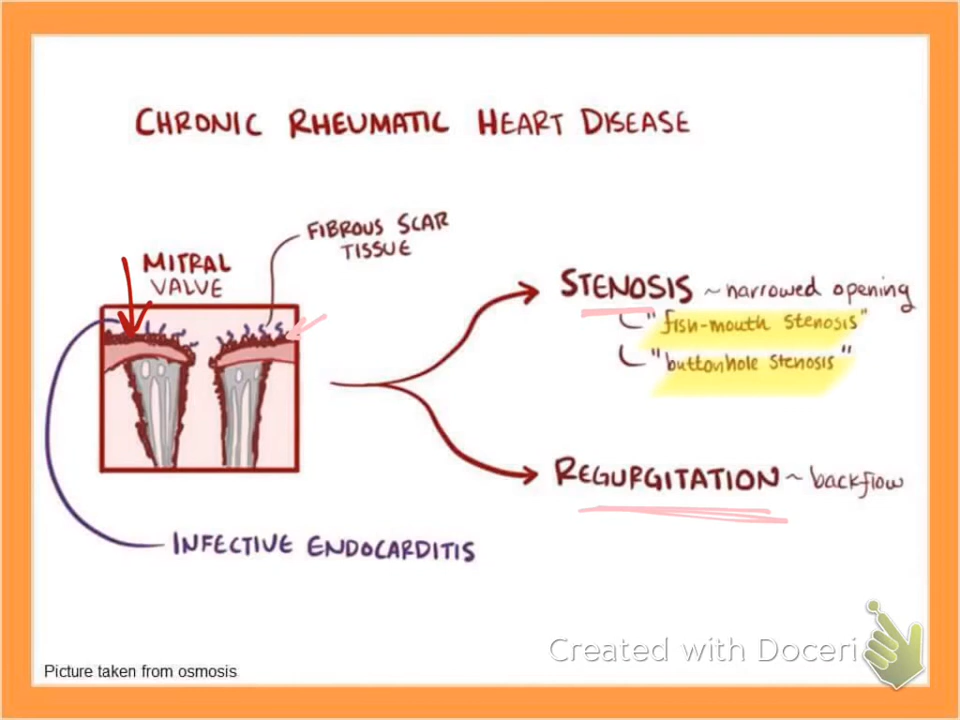 CHRONIC RHEUMATIC HEART DISEASE
FIBROUS SCAR
TISSUE
MITRAL
VALVE
STENOSIS ~ narrowed opening
"fish-mouth stenosis"
"buttonhole stenosis"
REGURGITATION ~ backflow
INFECTIVE ENDOCARDITIS
Created with Doceri
Picture taken from osmosis